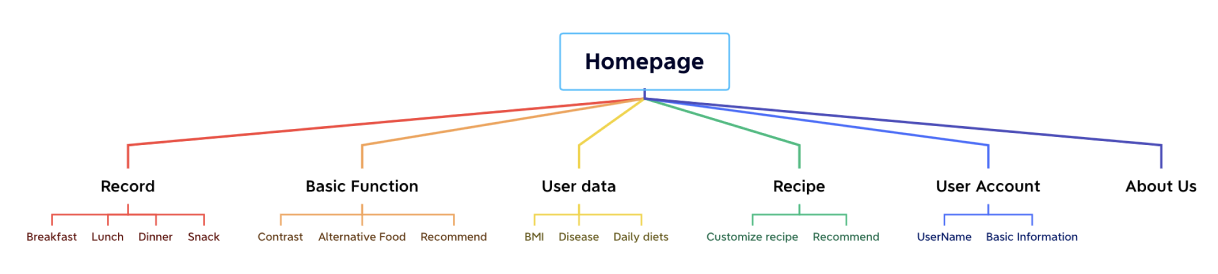 Homepage
Record
Basic Function
User data
Recipe
User Account
About Us
Breakfast
Lunch
Dinner
Snack
Contrast
Alternative Food
Recommend
BMI
Disease
Daily diets
Customize recipe
Recommend
UserName
Basic Information